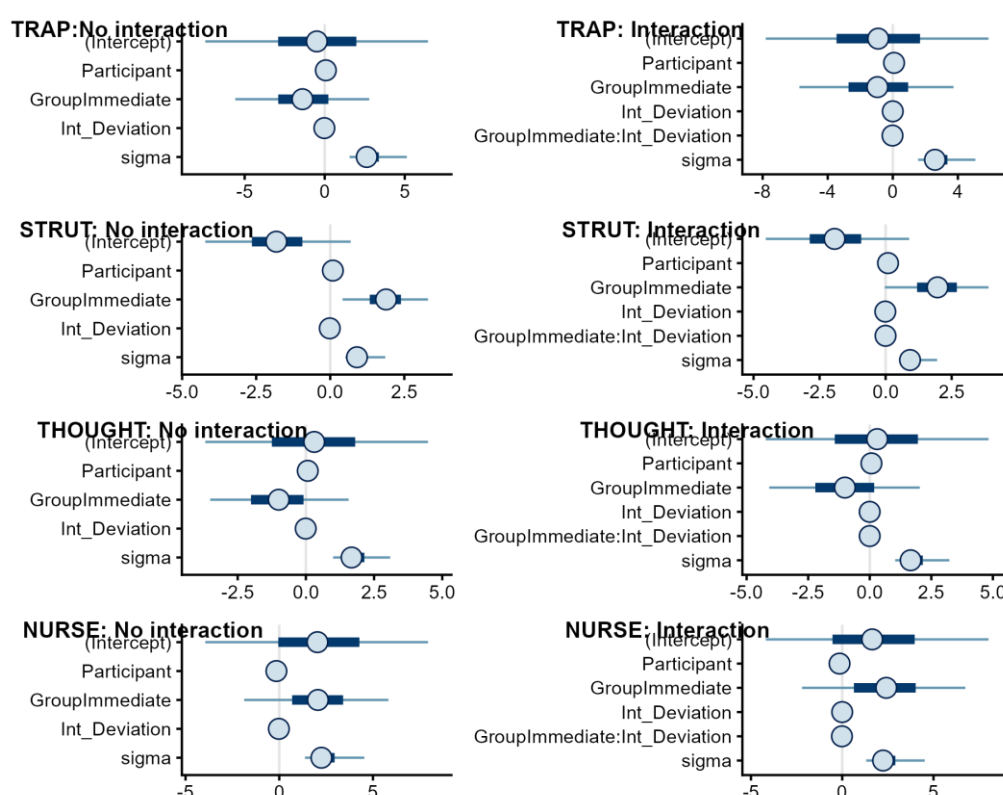 TRAP:No interaction
(Intercept)
Participant
GroupImmediate
Int_Deviation
sigma
-5 0 5
TRAP: Interaction
(Intercept)
Participant
GroupImmediate
Int_Deviation
GroupImmediate:Int_Deviation
sigma
-8 -4 0 4
STRUT: No interaction
(Intercept)
Participant
GroupImmediate
Int_Deviation
sigma
-5.0 -2.5 0.0 2.5
STRUT: Interaction
(Intercept)
Participant
GroupImmediate
Int_Deviation
GroupImmediate:Int_Deviation
sigma
-5.0 -2.5 0.0 2.5
THOUGHT: No interaction
(Intercept)
Participant
GroupImmediate
Int_Deviation
sigma
-2.5 0.0 2.5 5.0
THOUGHT: Interaction
(Intercept)
Participant
GroupImmediate
Int_Deviation
GroupImmediate:Int_Deviation
sigma
-5.0 -2.5 0.0 2.5 5.0
NURSE: No interaction
(Intercept)
Participant
GroupImmediate
Int_Deviation
sigma
-5 0 5
NURSE: Interaction
(Intercept)
Participant
GroupImmediate
Int_Deviation
GroupImmediate:Int_Deviation
sigma
-5 0 5